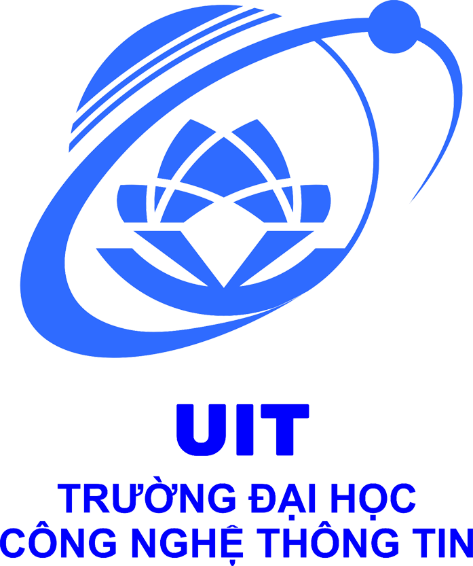 UIT
TRƯỜNG ĐẠI HỌC
CÔNG NGHỆ THÔNG TIN